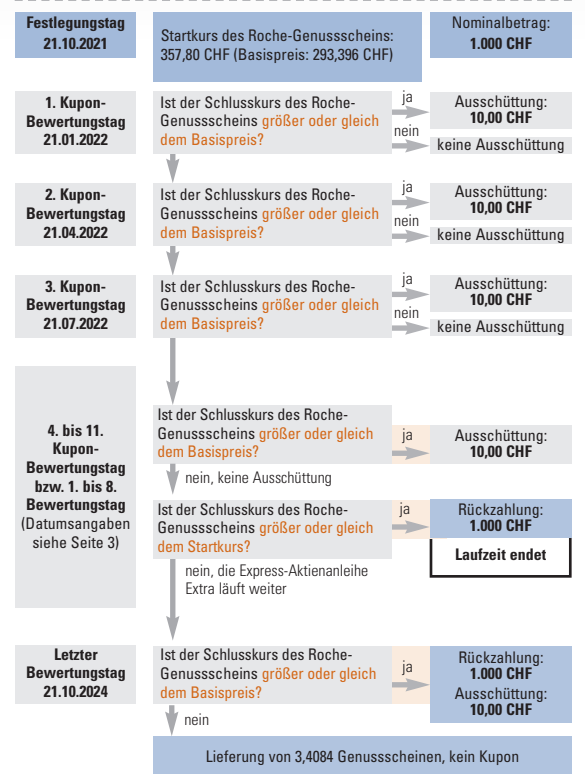 Festlegungstag
21.10.2021
Startkurs des Roche-Genussscheins:
357,80 CHF (Basispreis: 293,396 CHF)
Nominalbetrag:
1.000 CHF
1. Kupon-
Bewertungstag
21.01.2022
Ist der Schlusskurs des Roche-
Genussscheins größer oder gleich
dem Basispreis?
ja
nein
Ausschüttung:
10,00 CHF
keine Ausschüttung
2. Kupon-
Bewertungstag
21.04.2022
Ist der Schlusskurs des Roche-
Genussscheins größer oder gleich
dem Basispreis?
ja
nein
Ausschüttung:
10,00 CHF
keine Ausschüttung
3. Kupon-
Bewertungstag
21.07.2022
Ist der Schlusskurs des Roche-
Genussscheins größer oder gleich
dem Basispreis?
ja
nein
Ausschüttung:
10,00 CHF
keine Ausschüttung
4. bis 11.
Kupon-
Bewertungstag
bzw. 1. bis 8.
Bewertungstag
(Datumsangaben
siehe Seite 3)
Ist der Schlusskurs des Roche-
Genussscheins größer oder gleich
dem Basispreis?
ja
Ausschüttung:
10,00 CHF
nein, keine Ausschüttung
Ist der Schlusskurs des Roche-
Genussscheins größer oder gleich
dem Startkurs?
ja
Rückzahlung:
1.000 CHF
Laufzeit endet
nein, die Express-Aktienanleihe
Extra läuft weiter
Letzter
Bewertungstag
21.10.2024
Ist der Schlusskurs des Roche-
Genussscheins größer oder gleich
dem Basispreis?
ja
Rückzahlung:
1.000 CHF
Ausschüttung:
10,00 CHF
nein
Lieferung von 3,4084 Genussscheinen, kein Kupon